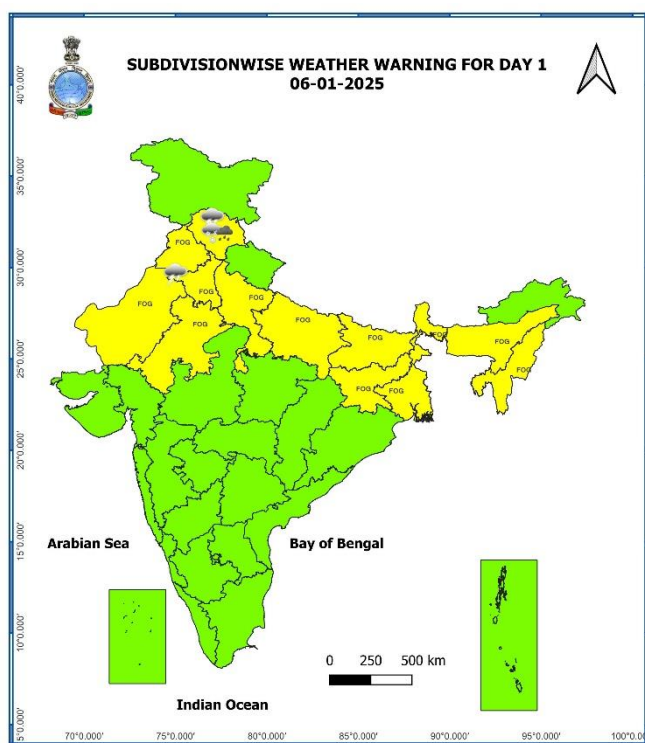 SUBDIVISIONWISE WEATHER WARNING FOR DAY 1
06-01-2025
40°0.000'
35°0.000'
30°0.000'
25°0.000'
20°0.000'
15°0.000'
10°0.000'
5°0.000'
FOG
FOG
FOG
FOG
FOG
FOG
FOG
FOG
FOG
FOG
FOG
FOG
Arabian Sea
Bay of Bengal
0 250 500 km
Indian Ocean
70°0.000' 75°0.000' 80°0.000' 85°0.000' 90°0.000' 95°0.000' 100°0.00